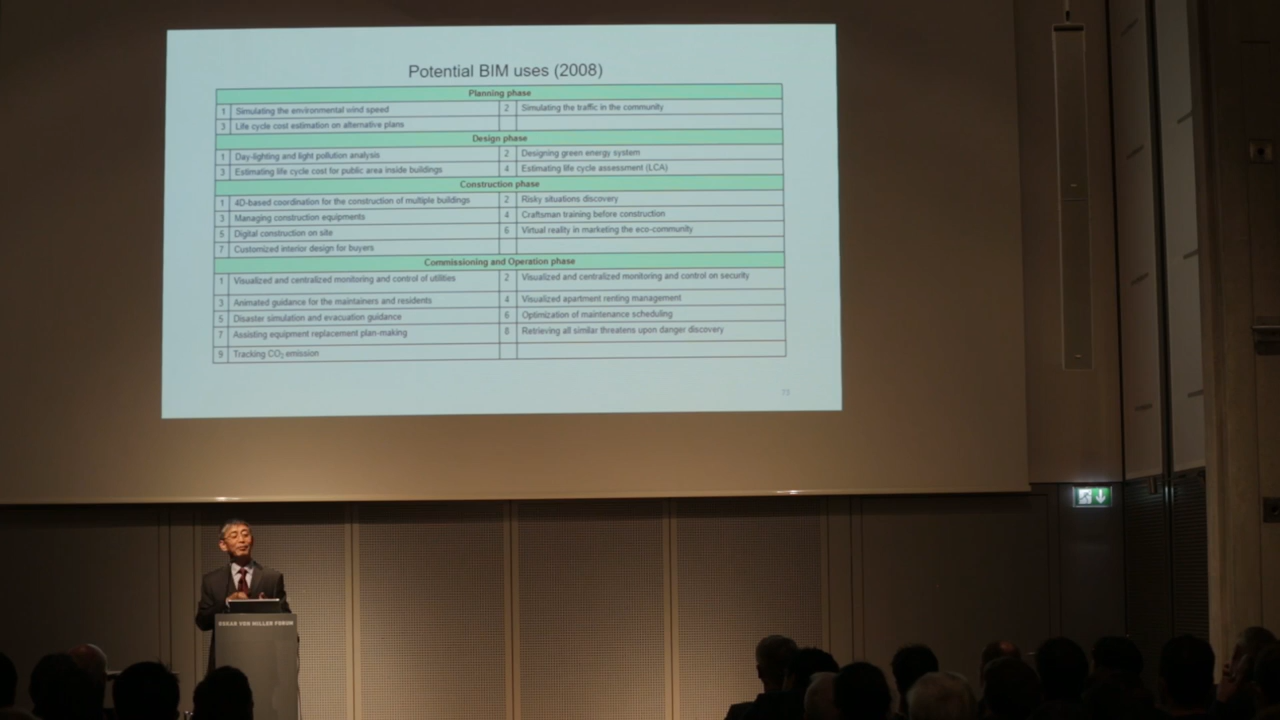 Potential BIM uses (2008)
Planning phase
1 Simulating the environmental wind speed 2 Simulating the traffic in the community
3 Life cycle cost estimation on alternative plans
Design phase
1 Day-lighting and light pollution analysis 2 Designing green energy system
3 Estimating life cycle cost for public area inside buildings 4 Estimating life cycle assessment (LCA)
Construction phase
1 4D-based coordination for the construction of multiple buildings 2 Risky situations discovery
3 Managing construction equipments 4 Craftsman training before construction
5 Digital construction on site 6 Virtual reality in marketing the eco-community
7 Customized interior design for buyers
Commissioning and Operation phase
1 Visualized and centralized monitoring and control of utilities 2 Visualized and centralized monitoring and control on security
3 Animated guidance for the maintainers and residents 4 Visualized apartment renting management
5 Disaster simulation and evacuation guidance 6 Optimization of maintenance scheduling
7 Assisting equipment replacement plan-making 8 Retrieving all similar threatens upon danger discovery
9 Tracking CO₂ emission
73
OSKAR VON MILLER FORUM